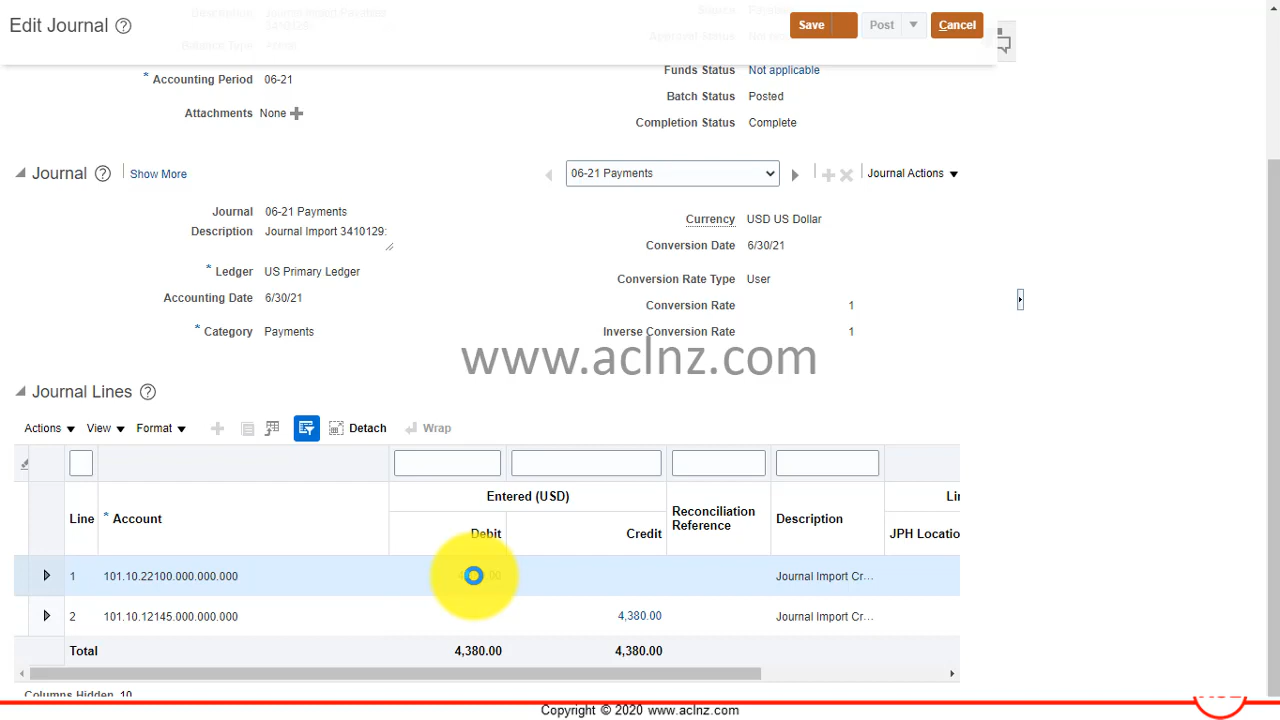 Edit Journal
Save
Post
Cancel
Accounting Period 06-21
Attachments None
Funds Status Not applicable
Batch Status Posted
Completion Status Complete
Journal Show More
06-21 Payments
Journal Actions
Journal 06-21 Payments
Description Journal Import 3410129:
* Ledger US Primary Ledger
Accounting Date 6/30/21
* Category Payments
Currency USD US Dollar
Conversion Date 6/30/21
Conversion Rate Type User
Conversion Rate 1
Inverse Conversion Rate 1
www.aclnz.com
Journal Lines
Actions View Format Detach Wrap
Entered (USD)
Line * Account Debit Credit Reconciliation Reference Description JPH Locatio
1 101.10.22100.000.000.000 Journal Import Cr...
2 101.10.12145.000.000.000 4,380.00 Journal Import Cr...
Total 4,380.00 4,380.00
Columns Hidden 10
Copyright © 2020 www.aclnz.com